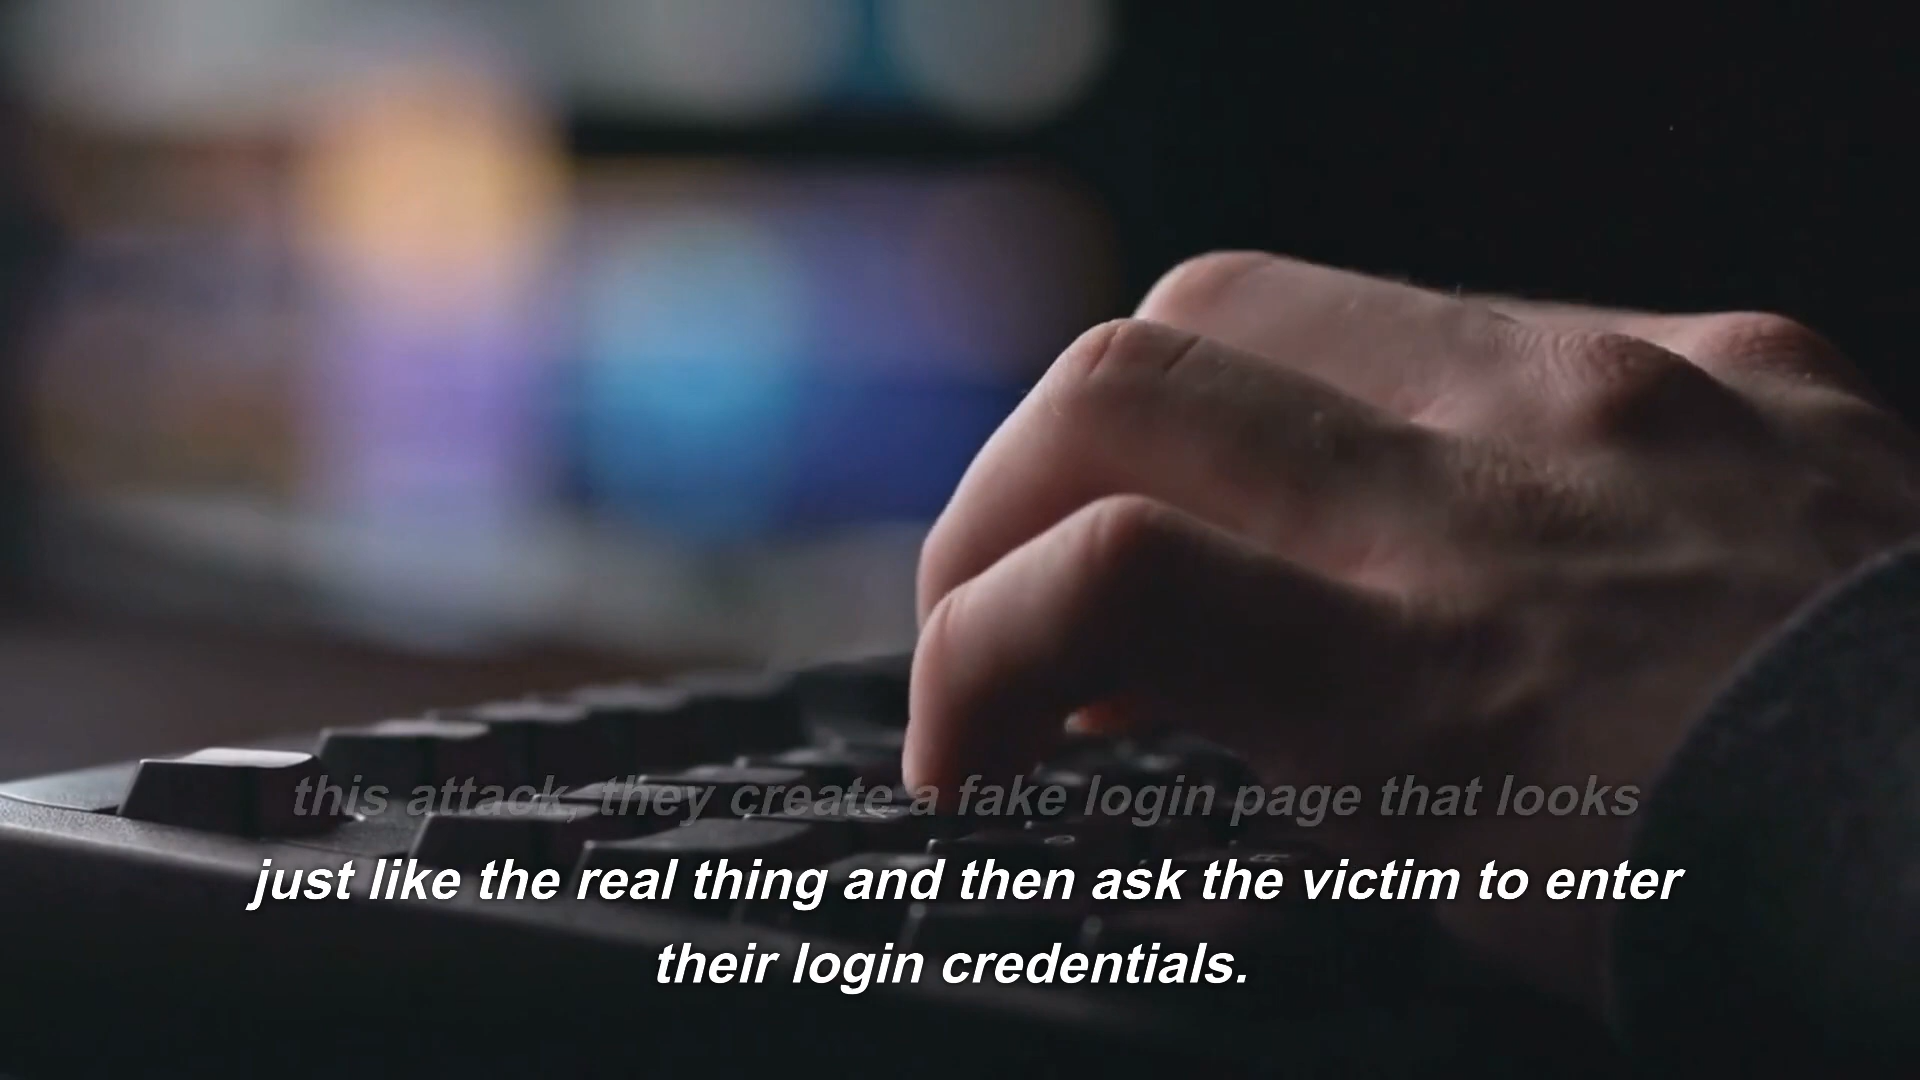 this attack, they create a fake login page that looks
just like the real thing and then ask the victim to enter
their login credentials.